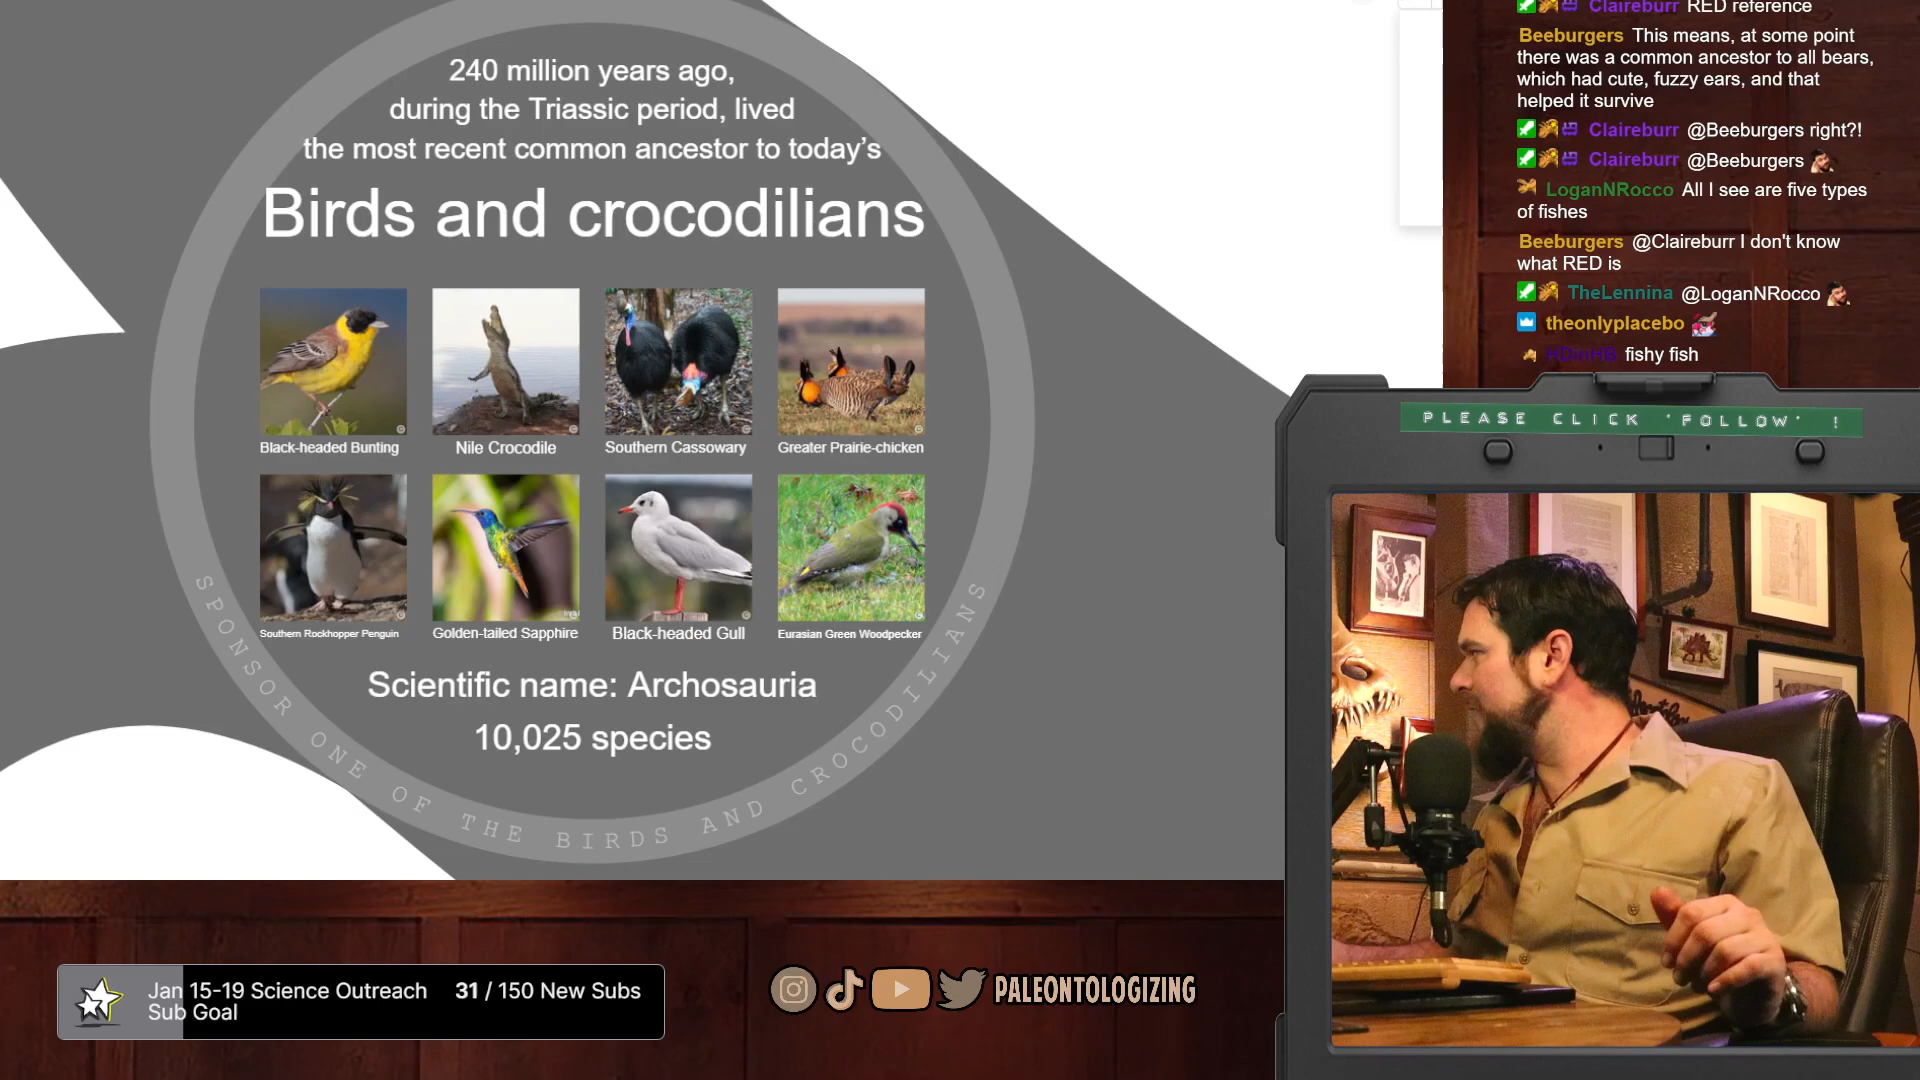 240 million years ago,
during the Triassic period, lived
the most recent common ancestor to today's
Birds and crocodilians
Black-headed Bunting
Nile Crocodile
Southern Cassowary
Greater Prairie-chicken
Southern Rockhopper Penguin
Golden-tailed Sapphire
Black-headed Gull
Eurasian Green Woodpecker
Scientific name: Archosauria
10,025 species
SPONSOR ONE OF THE BIRDS AND CROCODILIANS
Claireburr RED reference
Beeburgers This means, at some point
there was a common ancestor to all bears,
which had cute, fuzzy ears, and that
helped it survive
Claireburr @Beeburgers right?!
Claireburr @Beeburgers
LoganNRocco All I see are five types
of fishes
Beeburgers @Claireburr I don't know
what RED is
TheLennina @LoganNRocco
theonlyplacebo
HDinHB fishy fish
PLEASE CLICK "FOLLOW" !
Jan 15-19 Science Outreach
Sub Goal
31 / 150 New Subs
PALEONTOLOGIZING